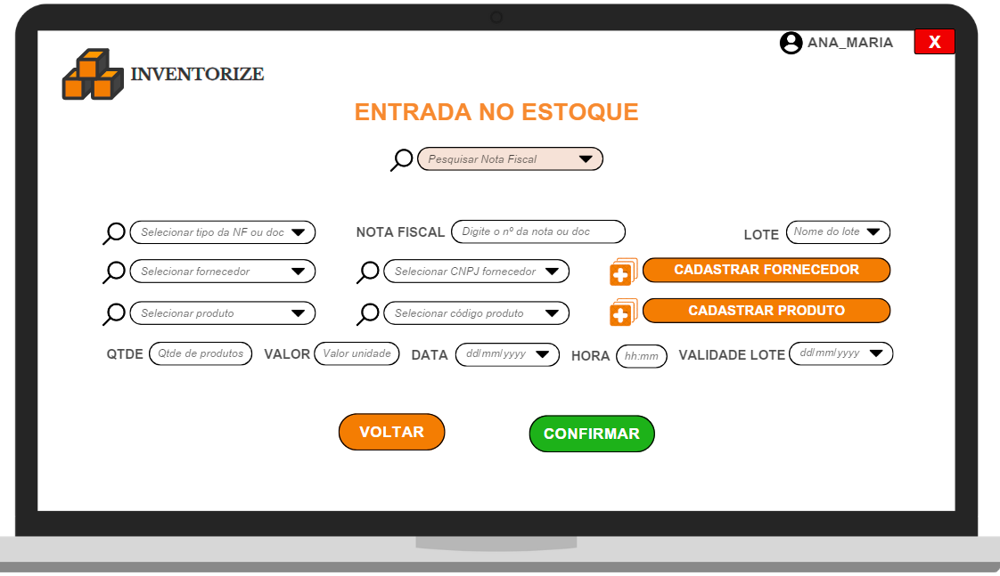 ANA_MARIA X
INVENTORIZE
ENTRADA NO ESTOQUE
Pesquisar Nota Fiscal
Selecionar tipo da NF ou doc NOTA FISCAL Digite o nº da nota ou doc LOTE Nome do lote
Selecionar fornecedor Selecionar CNPJ fornecedor CADASTRAR FORNECEDOR
Selecionar produto Selecionar código produto CADASTRAR PRODUTO
QTDE Qtde de produtos VALOR Valor unidade DATA dd/mm/yyyy HORA hh:mm VALIDADE LOTE dd/mm/yyyy
VOLTAR CONFIRMAR